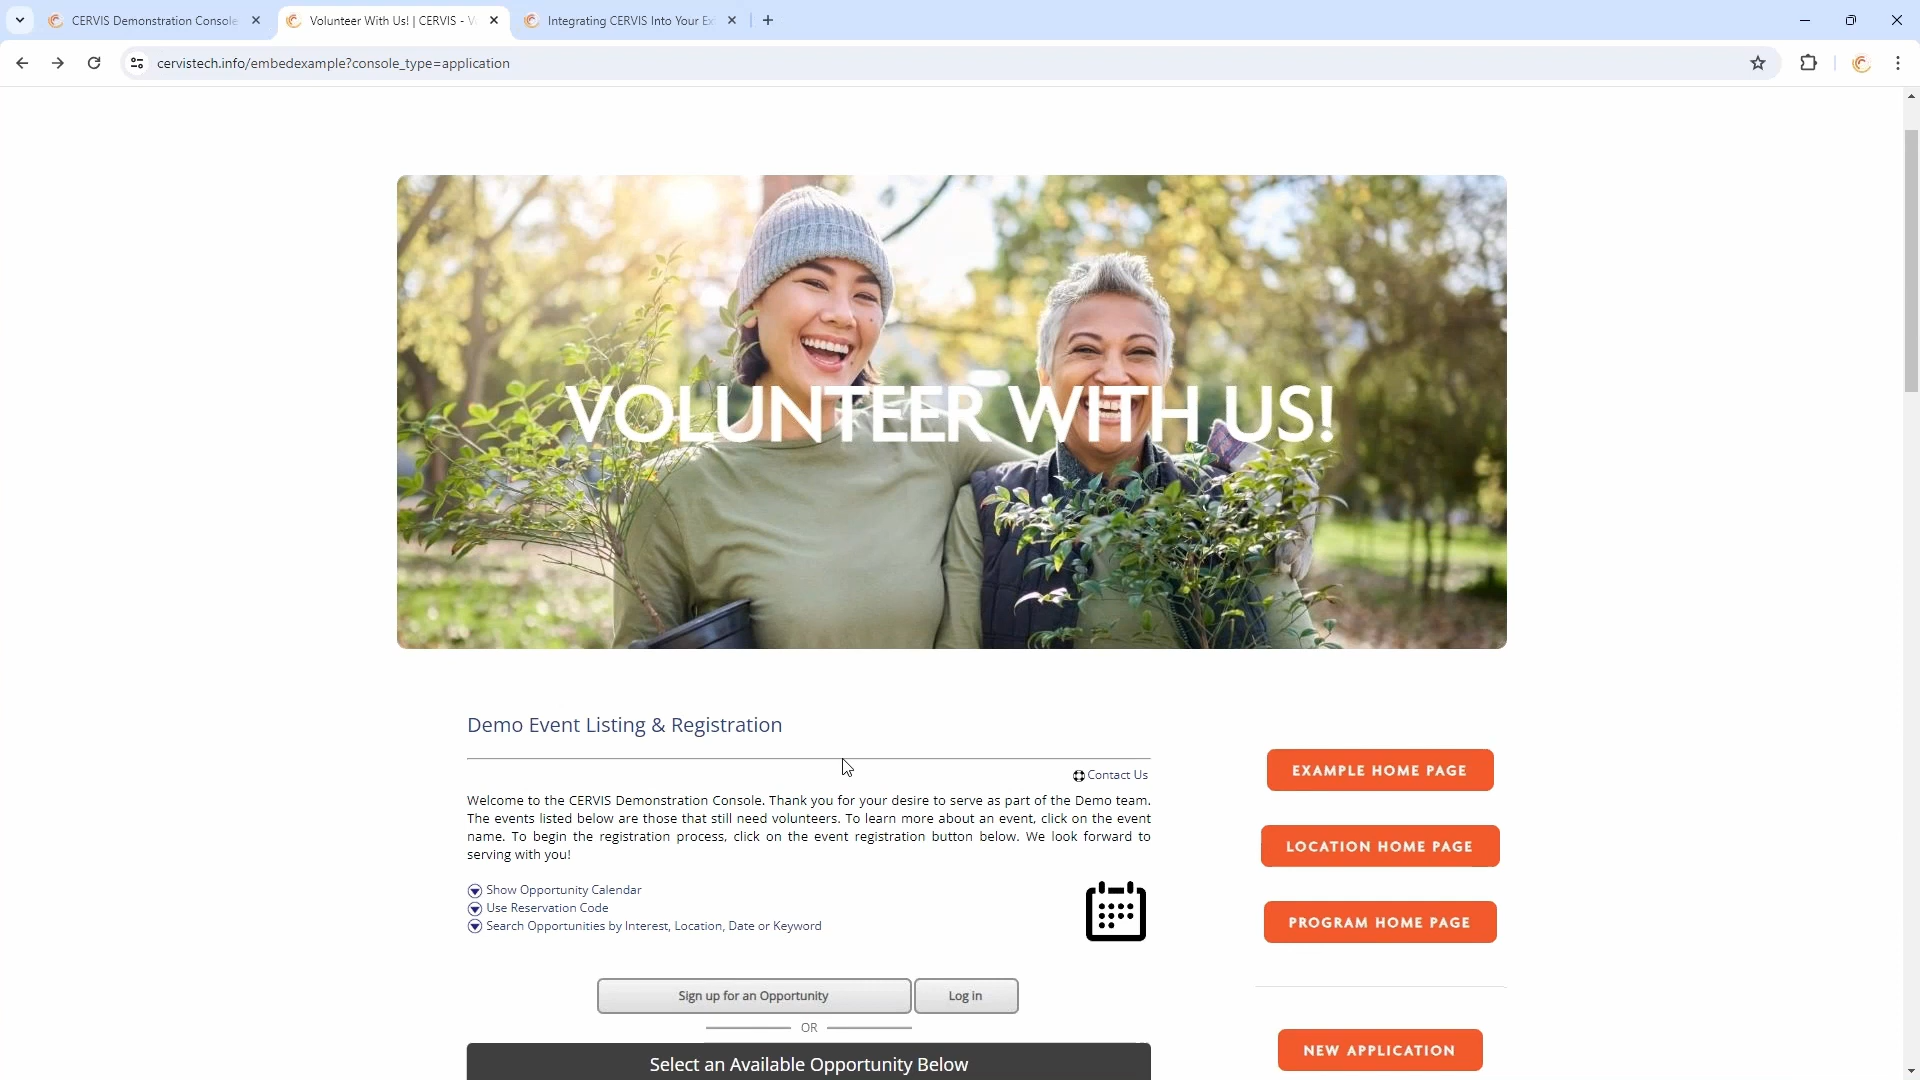 CERVIS Demonstration Console
Volunteer With Us! | CERVIS - V
Integrating CERVIS Into Your Ex
cervistech.info/embedexample?console_type=application
VOLUNTEER WITH US!
Demo Event Listing & Registration
Contact Us
Welcome to the CERVIS Demonstration Console. Thank you for your desire to serve as part of the Demo team.
The events listed below are those that still need volunteers. To learn more about an event, click on the event
name. To begin the registration process, click on the event registration button below. We look forward to
serving with you!
Show Opportunity Calendar
Use Reservation Code
Search Opportunities by Interest, Location, Date or Keyword
Sign up for an Opportunity
Log in
OR
Select an Available Opportunity Below
EXAMPLE HOME PAGE
LOCATION HOME PAGE
PROGRAM HOME PAGE
NEW APPLICATION